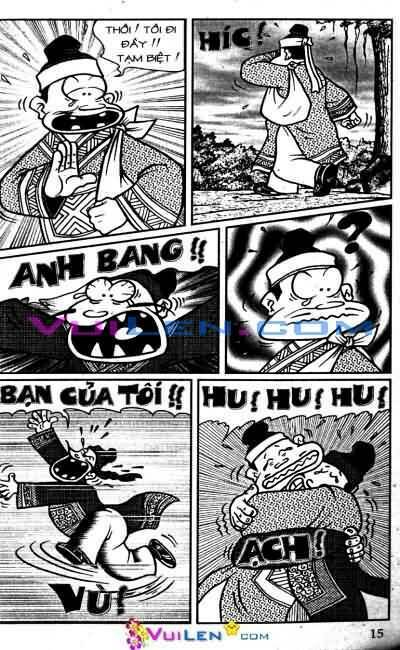 THÔI! TÔI ĐI
ĐÂY!!
TẠM BIỆT!
HÍC!
ANH BANG!!
?
VuiLen.com
BẠN CỦA TÔI!!
HU! HU! HU!
VÙ!
ẠCH!
15
VuiLen.com